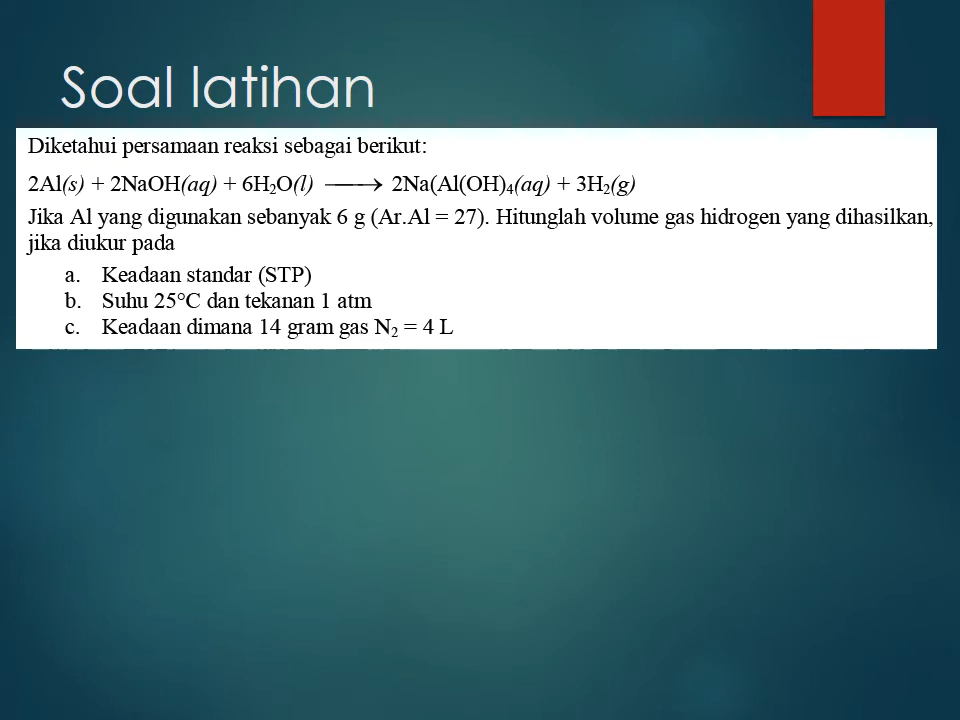 Soal latihan
Diketahui persamaan reaksi sebagai berikut:
2Al(s) + 2NaOH(aq) + 6H₂O(l) ⟶ 2Na(Al(OH)₄(aq) + 3H₂(g)
Jika Al yang digunakan sebanyak 6 g (Ar.Al = 27). Hitunglah volume gas hidrogen yang dihasilkan,
jika diukur pada
a. Keadaan standar (STP)
b. Suhu 25°C dan tekanan 1 atm
c. Keadaan dimana 14 gram gas N₂ = 4 L